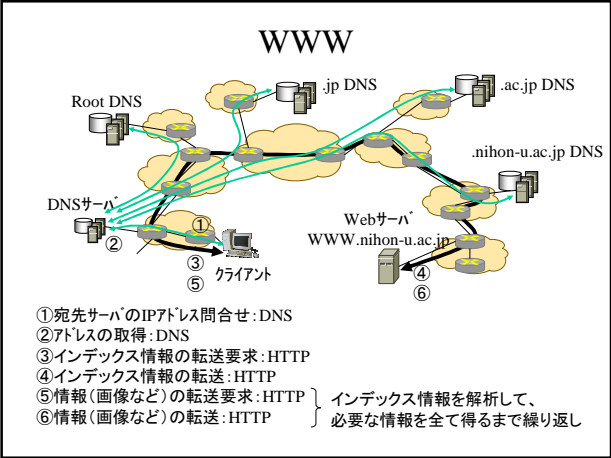 WWW
.jp DNS
.ac.jp DNS
Root DNS
.nihon-u.ac.jp DNS
DNSサーバ
Webサーバ
WWW.nihon-u.ac.jp
①
②
③
クライアント
④
⑤
⑥
①宛先サーバのIPアドレス問合せ:DNS
②アドレスの取得:DNS
③インデックス情報の転送要求:HTTP
④インデックス情報の転送:HTTP
⑤情報(画像など)の転送要求:HTTP
⑥情報(画像など)の転送:HTTP
インデックス情報を解析して、
必要な情報を全て得るまで繰り返し